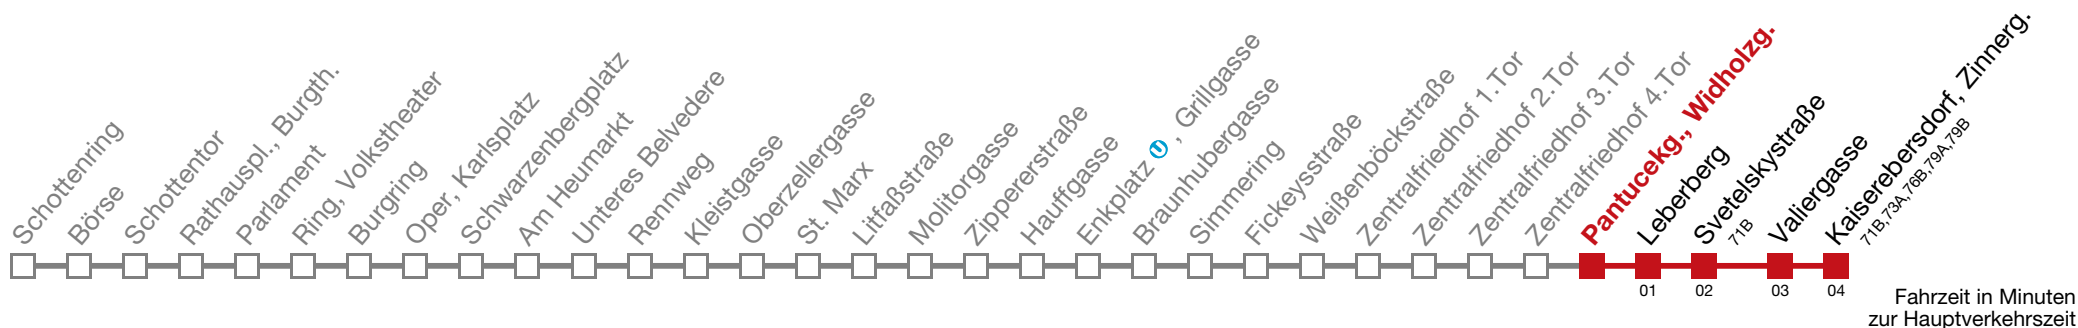 Schottenring
Börse
Schottentor
Rathauspl., Burgth.
Parlament
Ring, Volkstheater
Burgring
Oper, Karlsplatz
Schwarzenbergplatz
Am Heumarkt
Unteres Belvedere
Rennweg
Kleistgasse
Oberzellergasse
St. Marx
Litfaßstraße
Molitorgasse
Zippererstraße
Hauffgasse
Enkplatz U , Grillgasse
Braunhubergasse
Simmering
Fickeysstraße
Weißenböckstraße
Zentralfriedhof 1.Tor
Zentralfriedhof 2.Tor
Zentralfriedhof 3.Tor
Zentralfriedhof 4.Tor
Pantucekg., Widholzg.
Leberberg
Svetelskystraße
71B
Valiergasse
Kaiserebersdorf, Zinnerg.
71B,73A,76B,79A,79B
01
02
03
04
Fahrzeit in Minuten
zur Hauptverkehrszeit